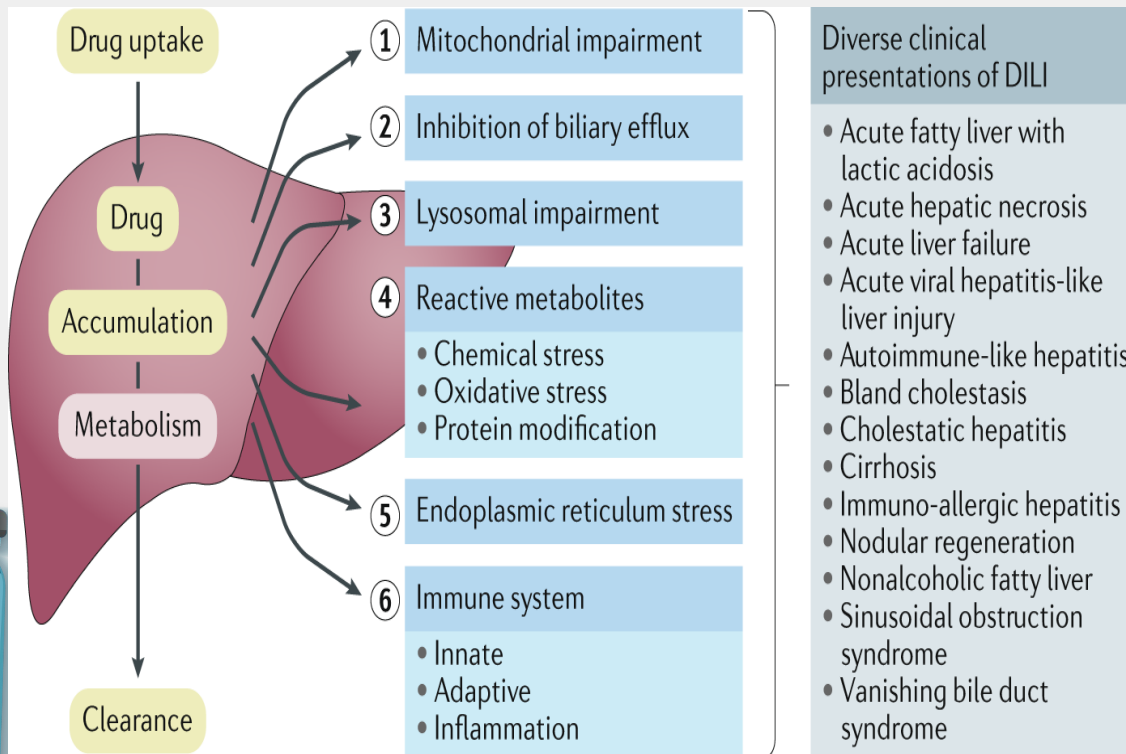 Drug uptake
Drug
Accumulation
Metabolism
Clearance
1 Mitochondrial impairment
2 Inhibition of biliary efflux
3 Lysosomal impairment
4 Reactive metabolites
• Chemical stress
• Oxidative stress
• Protein modification
5 Endoplasmic reticulum stress
6 Immune system
• Innate
• Adaptive
• Inflammation
Diverse clinical
presentations of DILI
• Acute fatty liver with
lactic acidosis
• Acute hepatic necrosis
• Acute liver failure
• Acute viral hepatitis-like
liver injury
• Autoimmune-like hepatitis
• Bland cholestasis
• Cholestatic hepatitis
• Cirrhosis
• Immuno-allergic hepatitis
• Nodular regeneration
• Nonalcoholic fatty liver
• Sinusoidal obstruction
syndrome
• Vanishing bile duct
syndrome